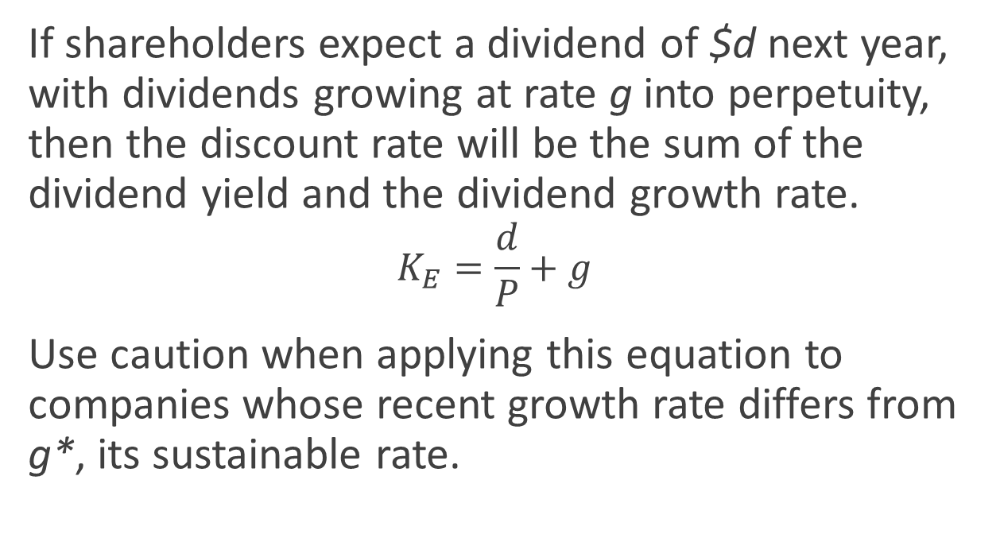 If shareholders expect a dividend of $d next year,
with dividends growing at rate g into perpetuity,
then the discount rate will be the sum of the
dividend yield and the dividend growth rate.
K_E = d/P + g
Use caution when applying this equation to
companies whose recent growth rate differs from
g*, its sustainable rate.